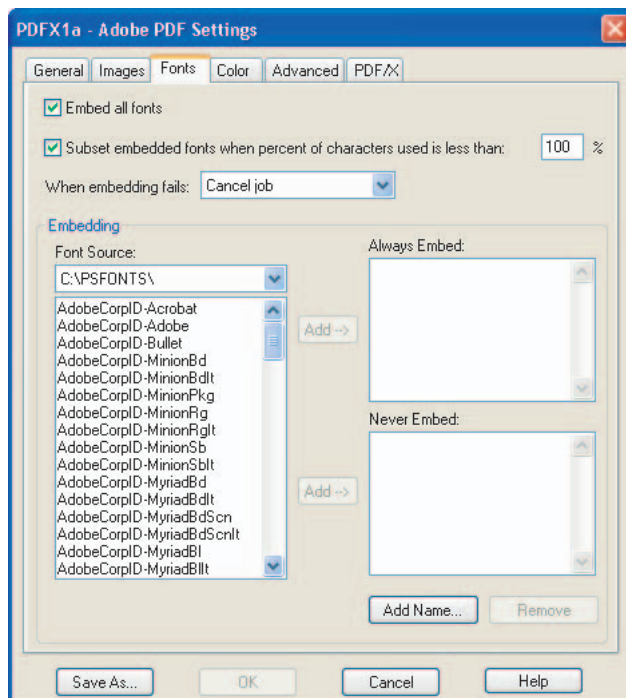 PDFX1a - Adobe PDF Settings
General Images Fonts Color Advanced PDF/X
Embed all fonts
Subset embedded fonts when percent of characters used is less than: 100 %
When embedding fails: Cancel job
Embedding
Font Source:
C:\PSFONTS\
AdobeCorpID-Acrobat
AdobeCorpID-Adobe
AdobeCorpID-Bullet
AdobeCorpID-MinionBd
AdobeCorpID-MinionBdIt
AdobeCorpID-MinionPkg
AdobeCorpID-MinionRg
AdobeCorpID-MinionRgIt
AdobeCorpID-MinionSb
AdobeCorpID-MinionSbIt
AdobeCorpID-MyriadBd
AdobeCorpID-MyriadBdIt
AdobeCorpID-MyriadBdScn
AdobeCorpID-MyriadBdScnIt
AdobeCorpID-MyriadBl
AdobeCorpID-MyriadBlIt
Add -->
Add -->
Always Embed:
Never Embed:
Add Name... Remove
Save As... OK Cancel Help